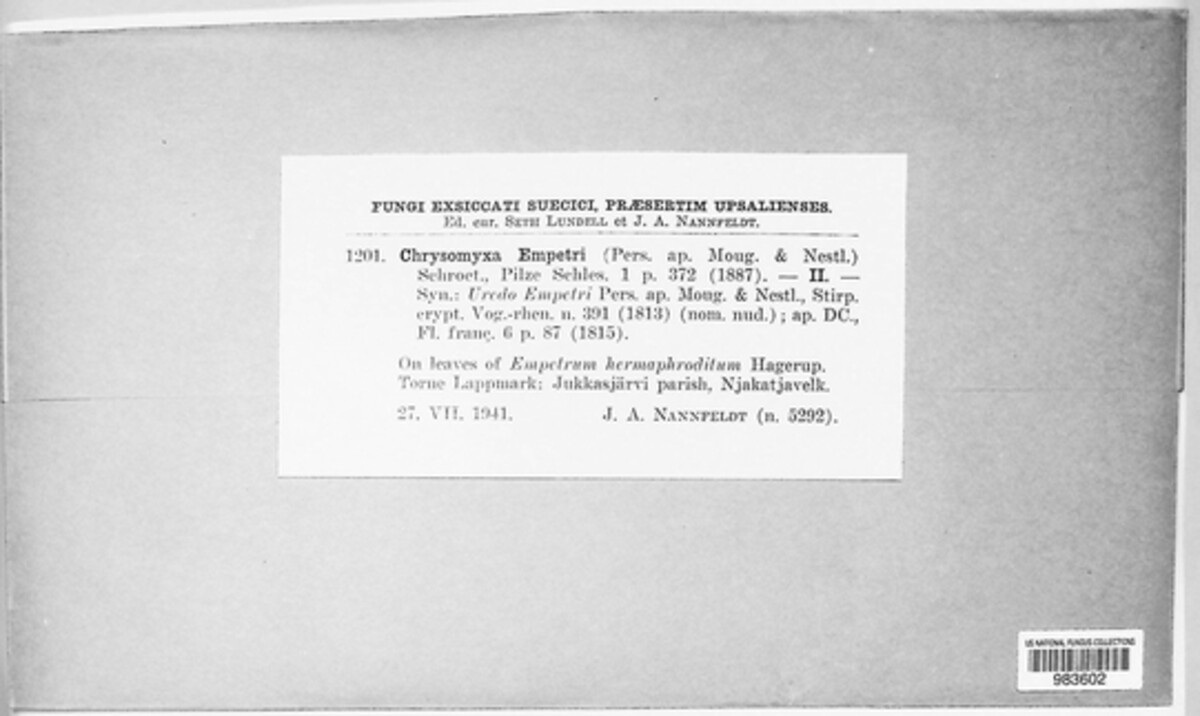 FUNGI EXSICCATI SUECICI, PRÆSERTIM UPSALIENSES.
Ed. cur. SETH LUNDELL et J. A. NANNFELDT.
1201. Chrysomyxa Empetri (Pers. ap. Moug. & Nestl.)
Schroet., Pilze Schles. 1 p. 372 (1887). — II. —
Syn.: Uredo Empetri Pers. ap. Moug. & Nestl., Stirp.
crypt. Vog.-rhen. n. 391 (1813) (nom. nud.); ap. DC.,
Fl. franç. 6 p. 87 (1815).
On leaves of Empetrum hermaphroditum Hagerup.
Torne Lappmark: Jukkasjärvi parish, Njakatjavelk.
27. VII. 1941. J. A. NANNFELDT (n. 5292).
US NATIONAL FUNGUS COLLECTIONS
983602